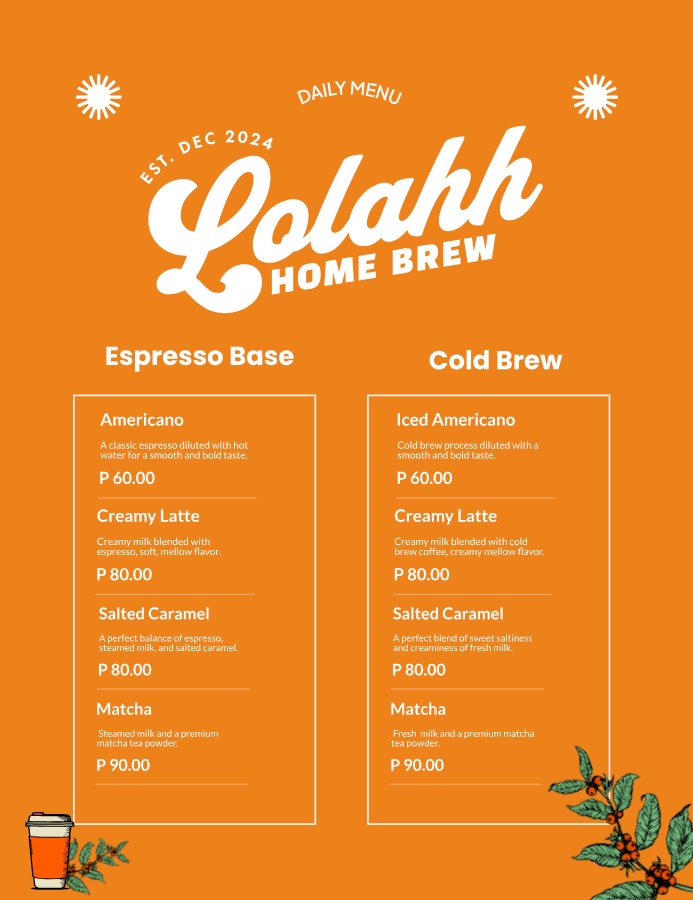 DAILY MENU
EST. DEC 2024
Lolahh
HOME BREW
Espresso Base
Americano
A classic espresso diluted with hot
water for a smooth and bold taste.
P 60.00
Creamy Latte
Creamy milk blended with
espresso, soft, mellow flavor.
P 80.00
Salted Caramel
A perfect balance of espresso,
steamed milk, and salted caramel.
P 80.00
Matcha
Steamed milk and a premium
matcha tea powder.
P 90.00
Cold Brew
Iced Americano
Cold brew process diluted with a
smooth and bold taste.
P 60.00
Creamy Latte
Creamy milk blended with cold
brew coffee, creamy mellow flavor.
P 80.00
Salted Caramel
A perfect blend of sweet saltiness
and creaminess of fresh milk.
P 80.00
Matcha
Fresh milk and a premium matcha
tea powder.
P 90.00